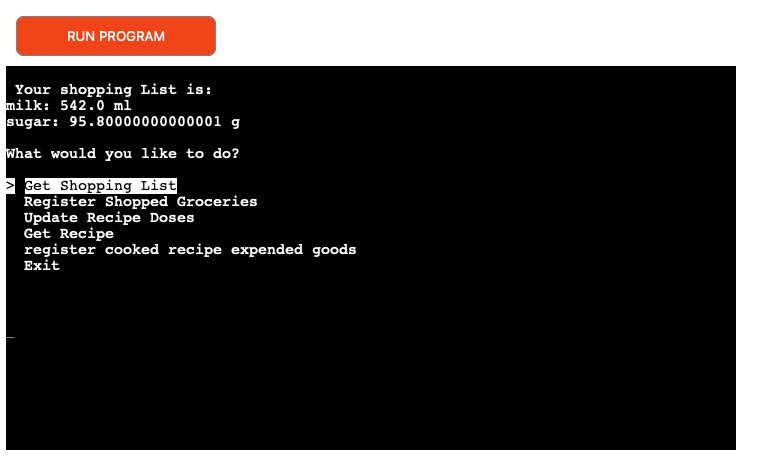 RUN PROGRAM
Your shopping List is:
milk: 542.0 ml
sugar: 95.80000000000001 g
What would you like to do?
> Get Shopping List
Register Shopped Groceries
Update Recipe Doses
Get Recipe
register cooked recipe expended goods
Exit
_